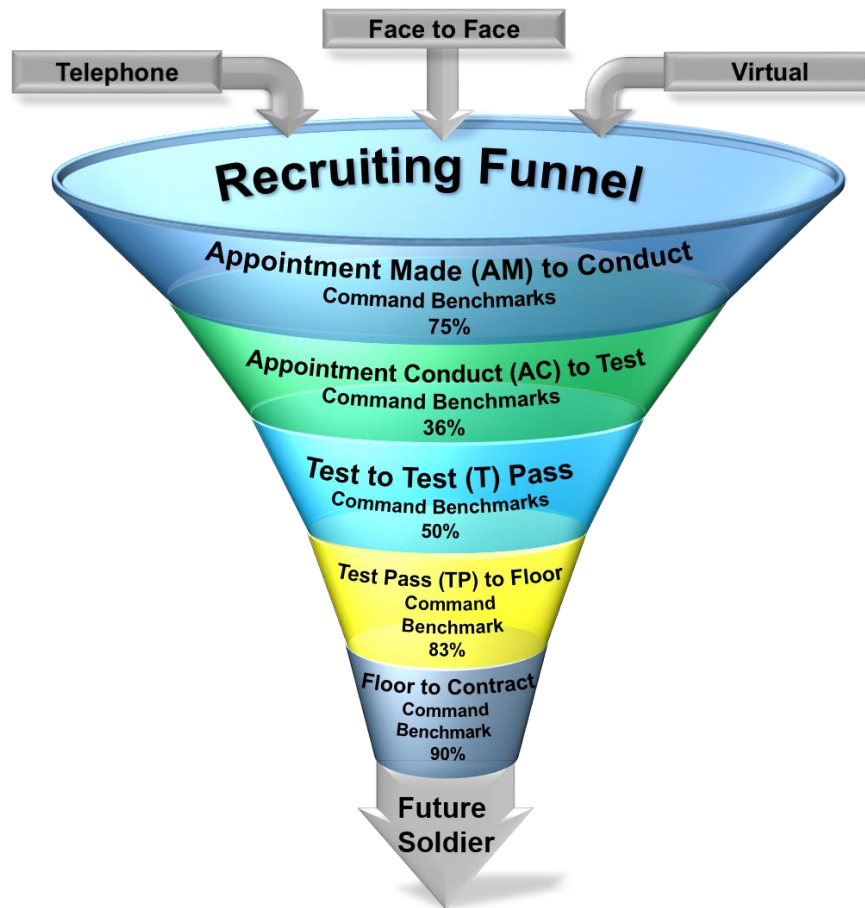 Face to Face
Telephone
Virtual
Recruiting Funnel
Appointment Made (AM) to Conduct
Command Benchmarks
75%
Appointment Conduct (AC) to Test
Command Benchmarks
36%
Test to Test (T) Pass
Command Benchmarks
50%
Test Pass (TP) to Floor
Command
Benchmark
83%
Floor to Contract
Command
Benchmark
90%
Future
Soldier